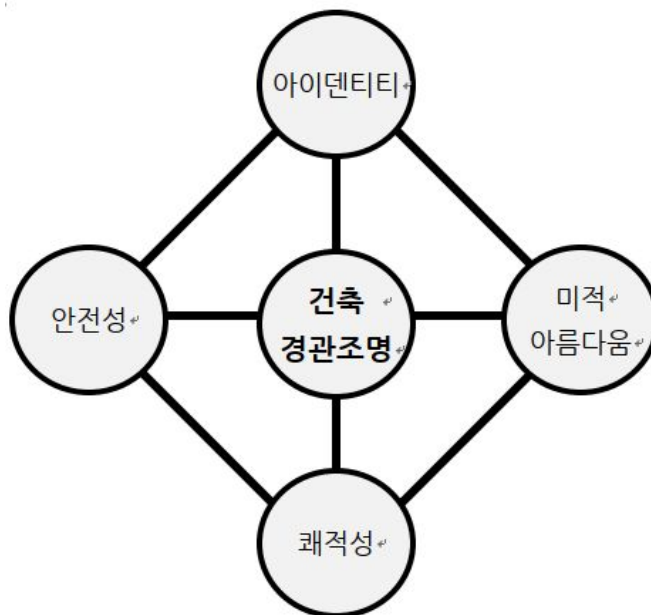 아이덴티티
안전성
건축
경관조명
미적
아름다움
쾌적성